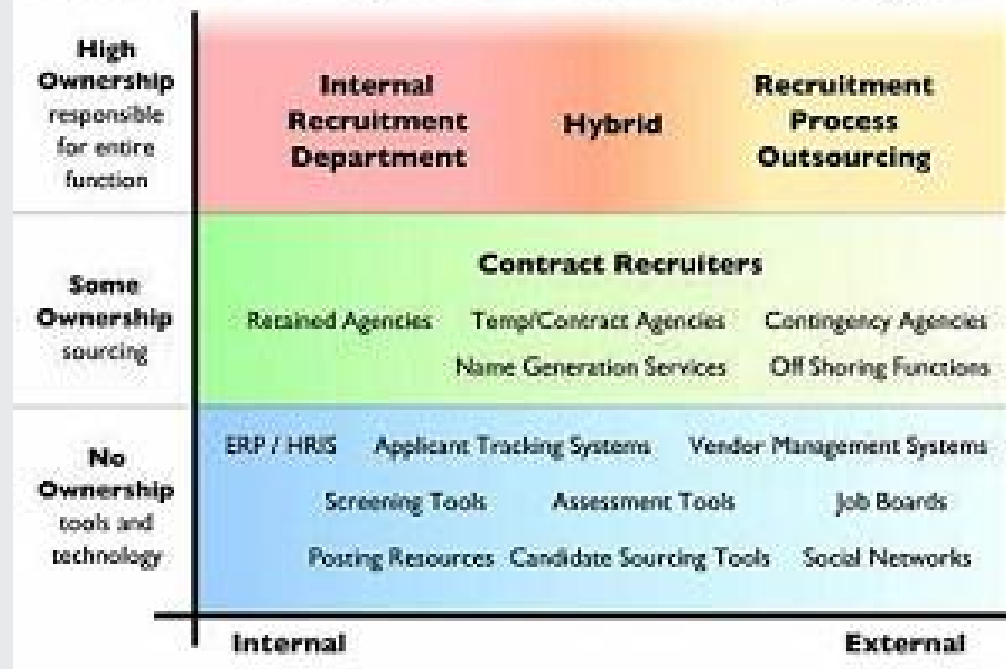 High
Ownership
responsible
for entire
function
Internal
Recruitment
Department
Hybrid
Recruitment
Process
Outsourcing
Some
Ownership
sourcing
Contract Recruiters
Retained Agencies Temp/Contract Agencies Contingency Agencies
Name Generation Services Off Shoring Functions
No
Ownership
tools and
technology
ERP / HRIS Applicant Tracking Systems Vendor Management Systems
Screening Tools Assessment Tools Job Boards
Posting Resources Candidate Sourcing Tools Social Networks
Internal External